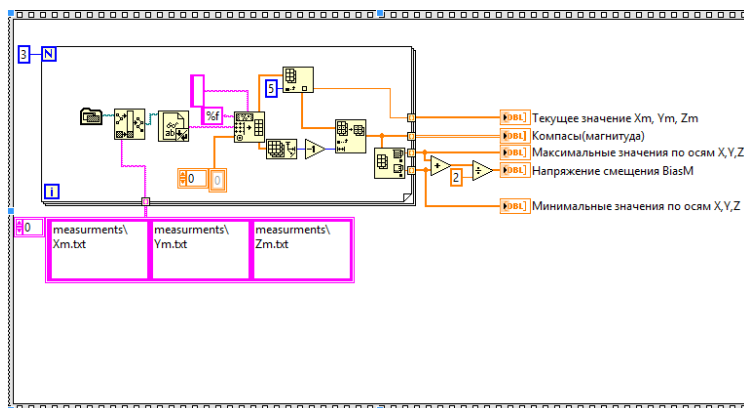 3
N
5
%f
0
0
i
DBL
Текущее значение Xm, Ym, Zm
DBL
Компасы(магнитуда)
DBL
Максимальные значения по осям X,Y,Z
2
DBL
Напряжение смещения BiasM
DBL
Минимальные значения по осям X,Y,Z
0
measurments\
Xm.txt
measurments\
Ym.txt
measurments\
Zm.txt